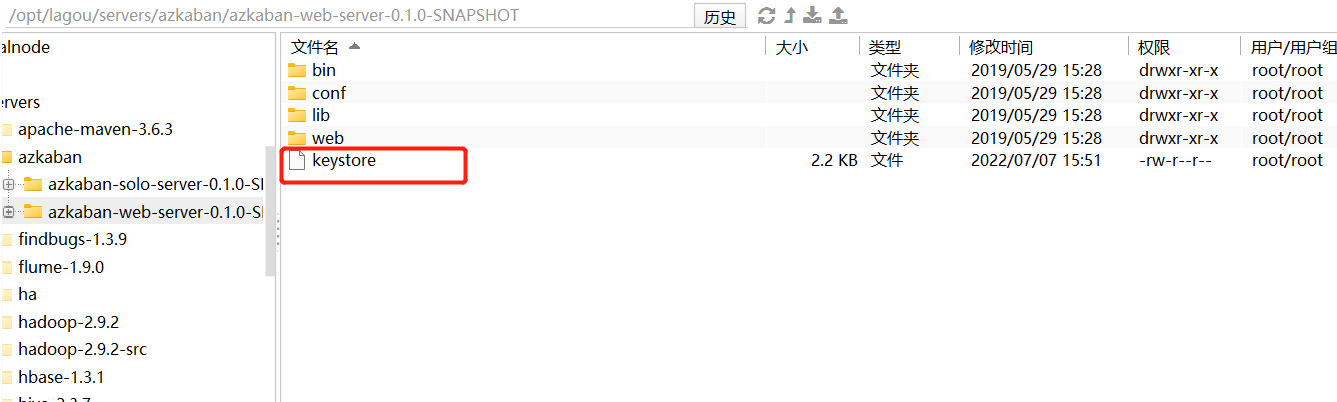 /opt/lagou/servers/azkaban/azkaban-web-server-0.1.0-SNAPSHOT 历史
alnode
ervers
apache-maven-3.6.3
azkaban
azkaban-solo-server-0.1.0-SI
azkaban-web-server-0.1.0-S
findbugs-1.3.9
flume-1.9.0
ha
hadoop-2.9.2
hadoop-2.9.2-src
hbase-1.3.1
文件名 大小 类型 修改时间 权限 用户/用户组
bin 文件夹 2019/05/29 15:28 drwxr-xr-x root/root
conf 文件夹 2019/05/29 15:28 drwxr-xr-x root/root
lib 文件夹 2019/05/29 15:28 drwxr-xr-x root/root
web 文件夹 2019/05/29 15:28 drwxr-xr-x root/root
keystore 2.2 KB 文件 2022/07/07 15:51 -rw-r--r-- root/root